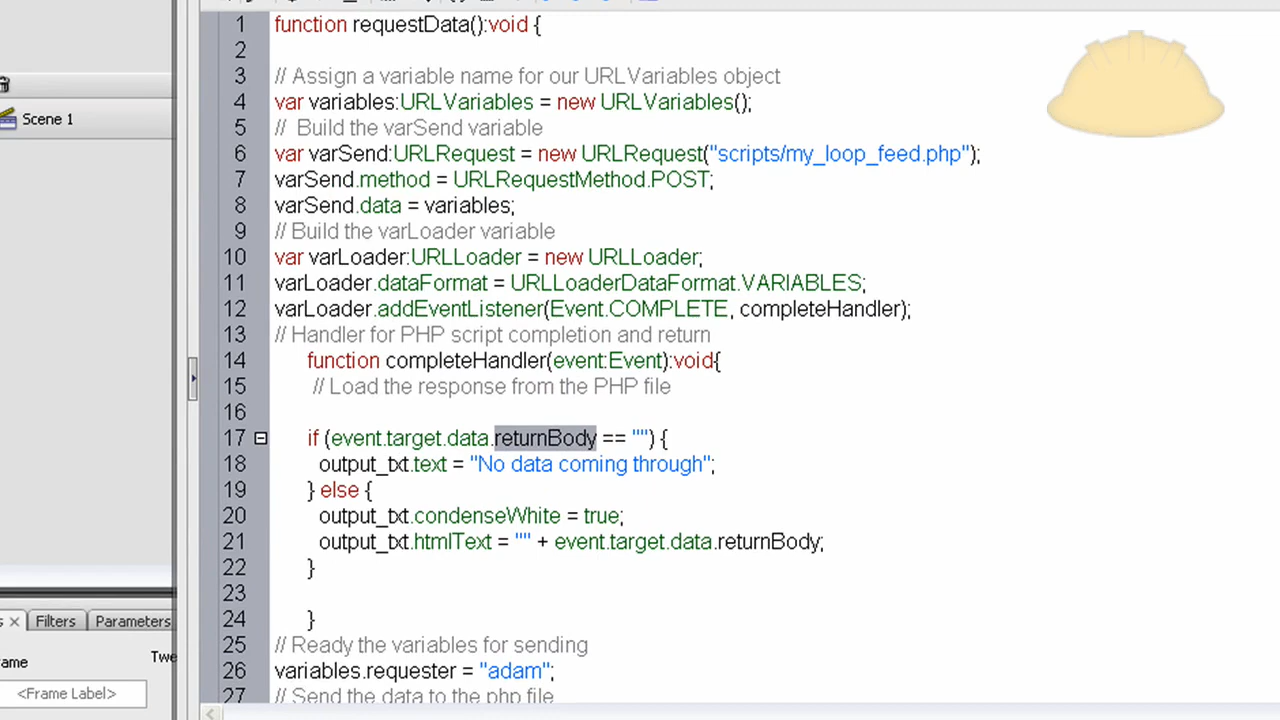 1 function requestData():void {
2
3 // Assign a variable name for our URLVariables object
4 var variables:URLVariables = new URLVariables();
5 //  Build the varSend variable
6 var varSend:URLRequest = new URLRequest("scripts/my_loop_feed.php");
7 varSend.method = URLRequestMethod.POST;
8 varSend.data = variables;
9 // Build the varLoader variable
10 var varLoader:URLLoader = new URLLoader;
11 varLoader.dataFormat = URLLoaderDataFormat.VARIABLES;
12 varLoader.addEventListener(Event.COMPLETE, completeHandler);
13 // Handler for PHP script completion and return
14 function completeHandler(event:Event):void{
15 // Load the response from the PHP file
16
17 if (event.target.data.returnBody == "") {
18 output_txt.text = "No data coming through";
19 } else {
20 output_txt.condenseWhite = true;
21 output_txt.htmlText = "" + event.target.data.returnBody;
22 }
23
24 }
25 // Ready the variables for sending
26 variables.requester = "adam";
27 // Send the data to the php file
Scene 1
Filters Parameters
ame Twe
<Frame Label>